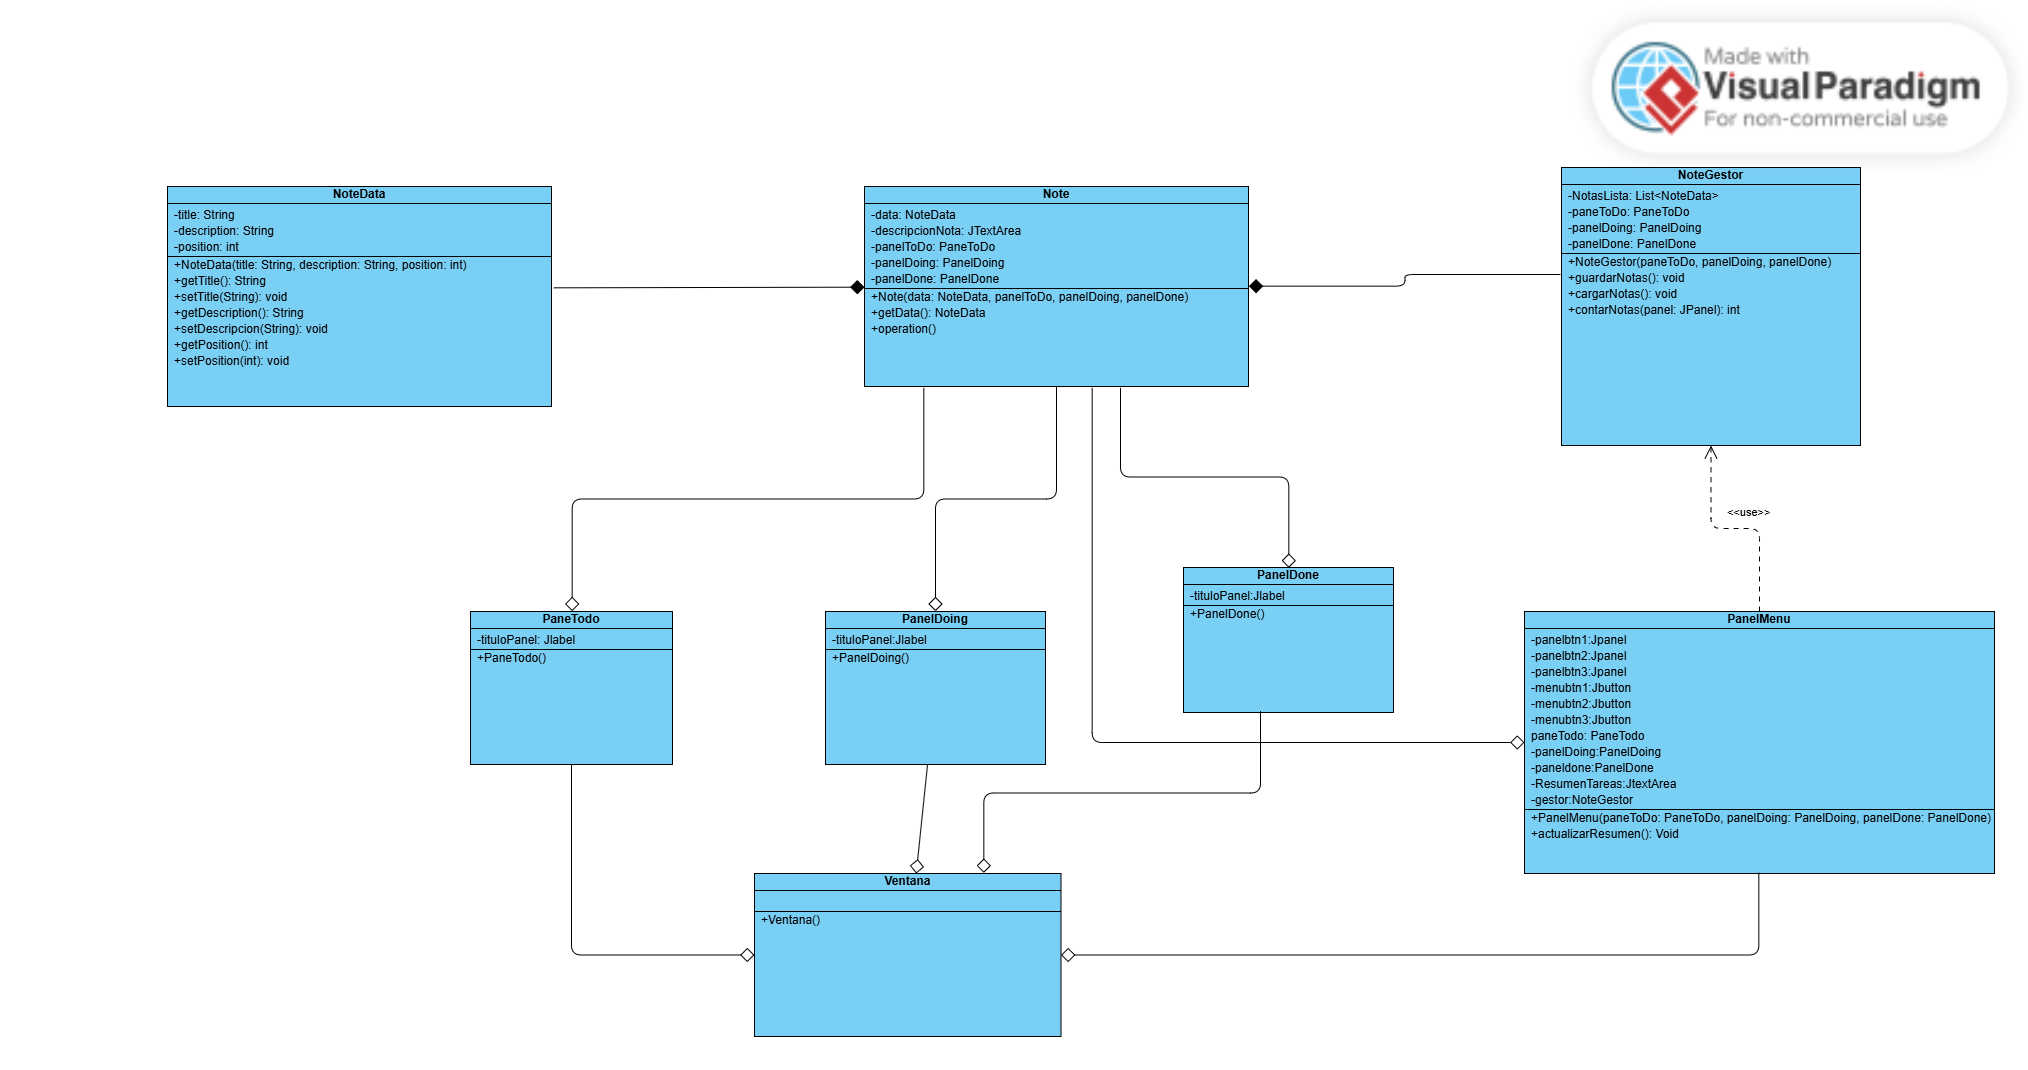 Made with
Visual Paradigm
For non-commercial use
NoteData
-title: String
-description: String
-position: int
+NoteData(title: String, description: String, position: int)
+getTitle(): String
+setTitle(String): void
+getDescription(): String
+setDescripcion(String): void
+getPosition(): int
+setPosition(int): void
Note
-data: NoteData
-descripcionNota: JTextArea
-panelToDo: PaneToDo
-panelDoing: PanelDoing
-panelDone: PanelDone
+Note(data: NoteData, panelToDo, panelDoing, panelDone)
+getData(): NoteData
+operation()
NoteGestor
-NotasLista: List<NoteData>
-paneToDo: PaneToDo
-panelDoing: PanelDoing
-panelDone: PanelDone
+NoteGestor(paneToDo, panelDoing, panelDone)
+guardarNotas(): void
+cargarNotas(): void
+contarNotas(panel: JPanel): int
<<use>>
PaneTodo
-tituloPanel: Jlabel
+PaneTodo()
PanelDoing
-tituloPanel:Jlabel
+PanelDoing()
PanelDone
-tituloPanel:Jlabel
+PanelDone()
PanelMenu
-panelbtn1:Jpanel
-panelbtn2:Jpanel
-panelbtn3:Jpanel
-menubtn1:Jbutton
-menubtn2:Jbutton
-menubtn3:Jbutton
paneTodo: PaneTodo
-panelDoing:PanelDoing
-paneldone:PanelDone
-ResumenTareas:JtextArea
-gestor:NoteGestor
+PanelMenu(paneToDo: PaneToDo, panelDoing: PanelDoing, panelDone: PanelDone)
+actualizarResumen(): Void
Ventana
+Ventana()